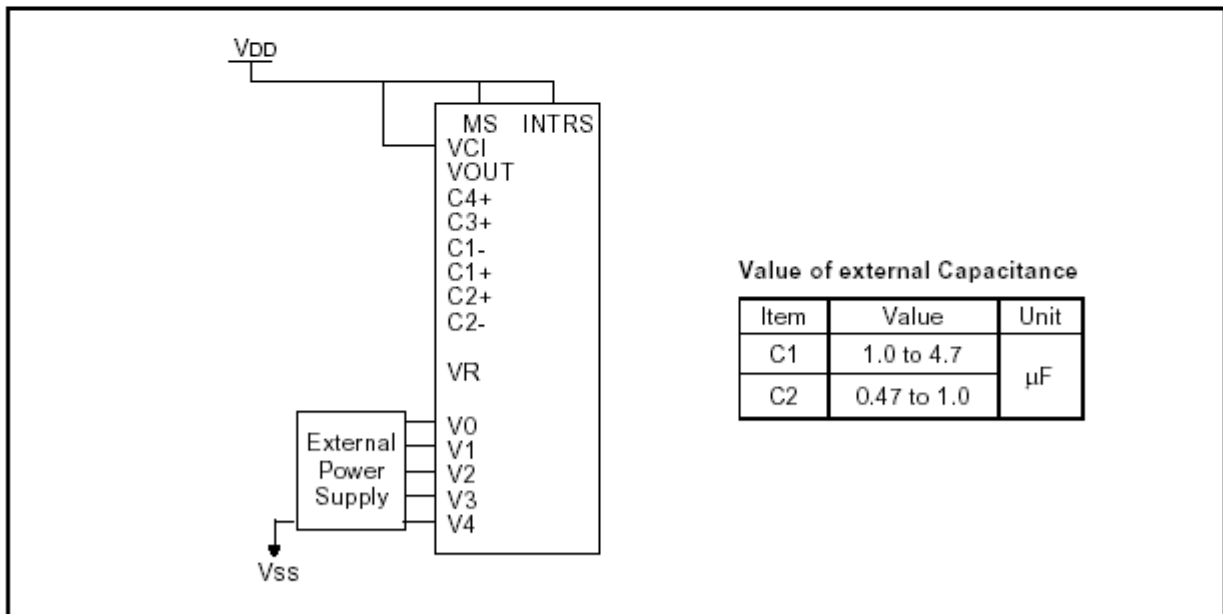 VDD
MS INTRS
VCI
VOUT
C4+
C3+
C1-
C1+
C2+
C2-
VR
V0
V1
V2
V3
V4
External
Power
Supply
VSS
Value of external Capacitance
Item Value Unit
C1 1.0 to 4.7 μF
C2 0.47 to 1.0